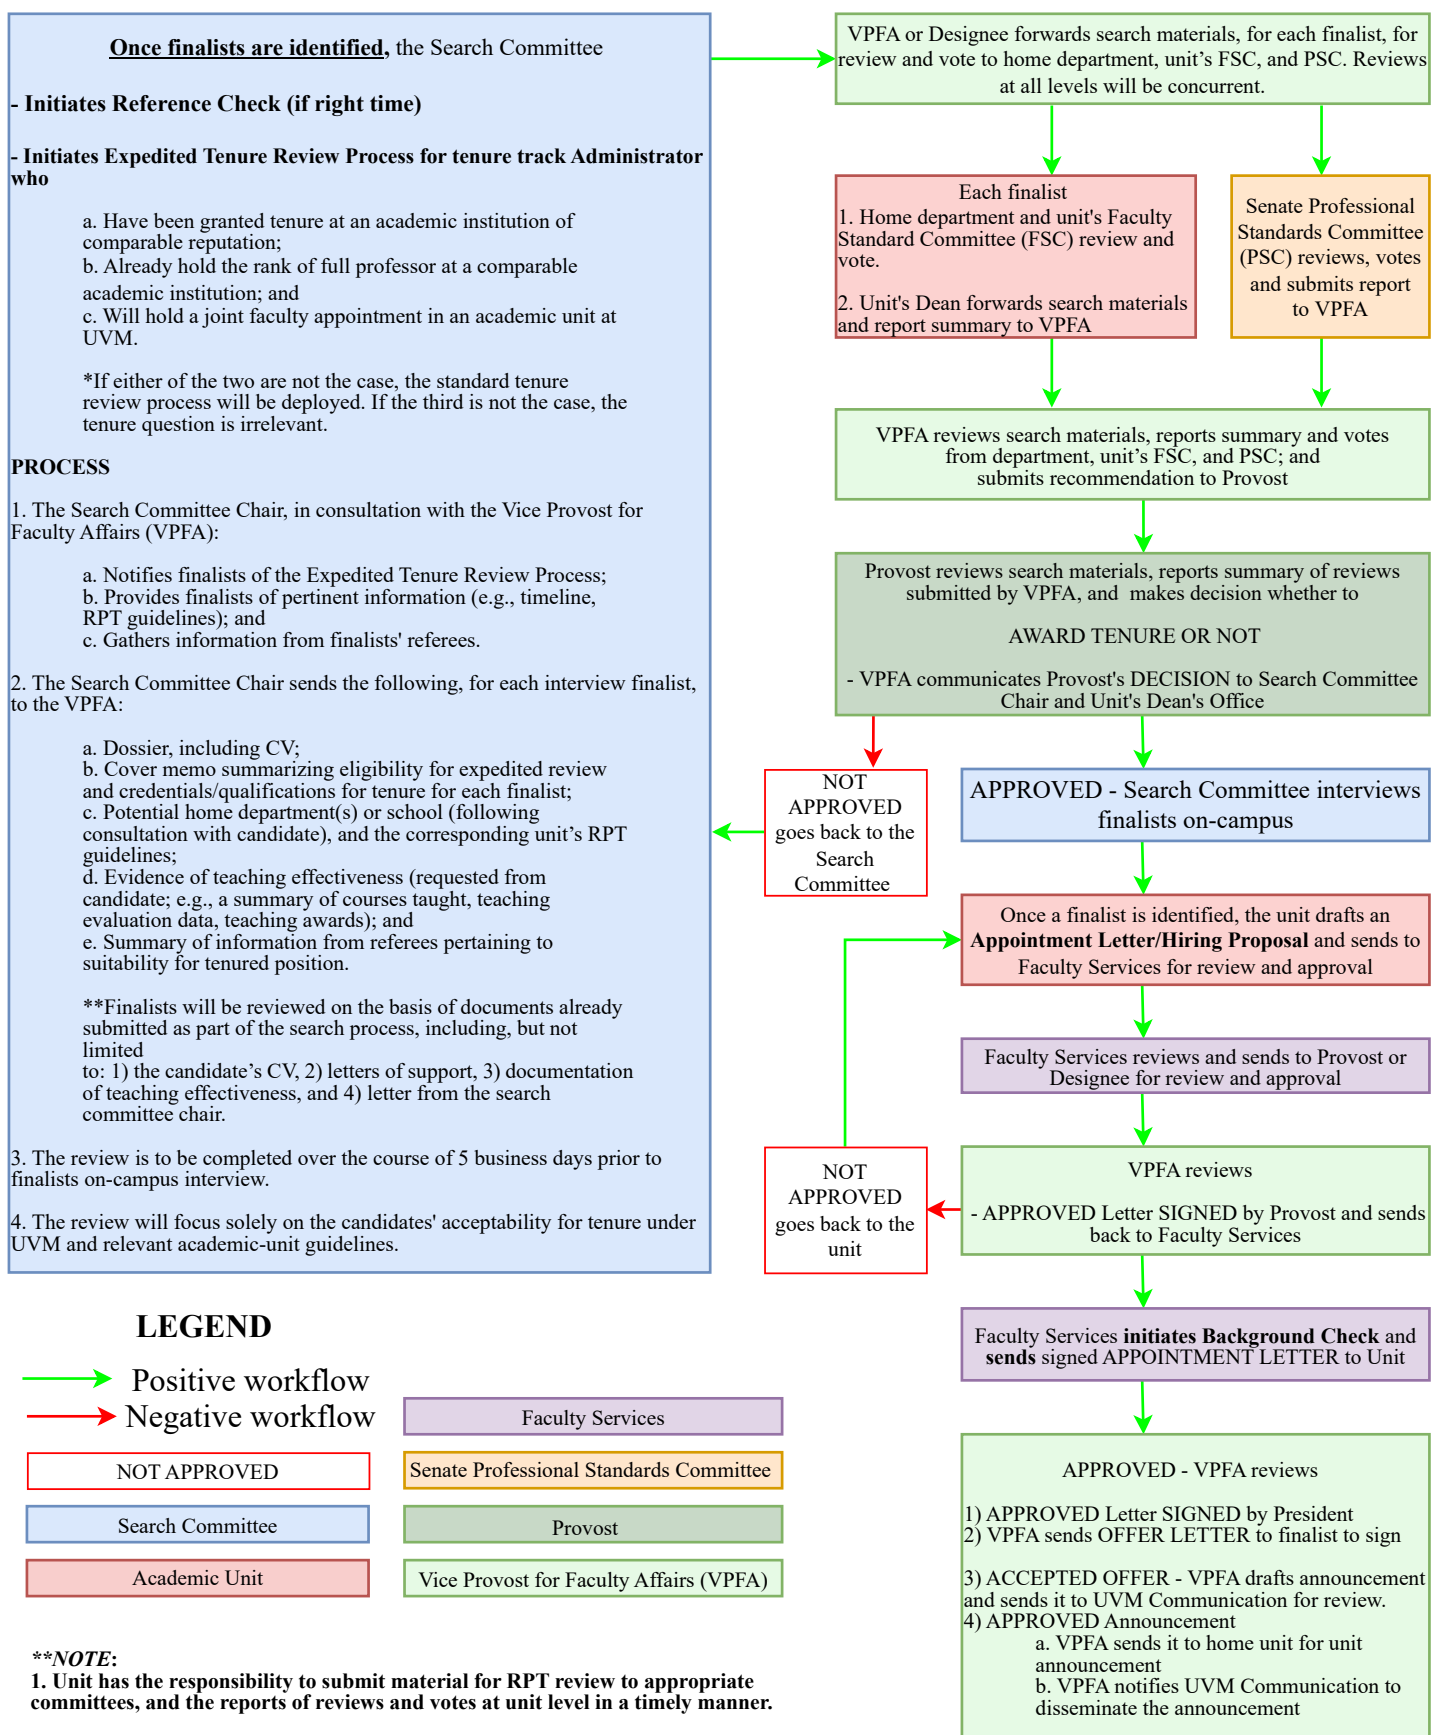 Once finalists are identified, the Search Committee
- Initiates Reference Check (if right time)
- Initiates Expedited Tenure Review Process for tenure track Administrator
who
a. Have been granted tenure at an academic institution of
comparable reputation;
b. Already hold the rank of full professor at a comparable
academic institution; and
c. Will hold a joint faculty appointment in an academic unit at
UVM.
*If either of the two are not the case, the standard tenure
review process will be deployed. If the third is not the case, the
tenure question is irrelevant.
PROCESS
1. The Search Committee Chair, in consultation with the Vice Provost for
Faculty Affairs (VPFA):
a. Notifies finalists of the Expedited Tenure Review Process;
b. Provides finalists of pertinent information (e.g., timeline,
RPT guidelines); and
c. Gathers information from finalists' referees.
2. The Search Committee Chair sends the following, for each interview finalist,
to the VPFA:
a. Dossier, including CV;
b. Cover memo summarizing eligibility for expedited review
and credentials/qualifications for tenure for each finalist;
c. Potential home department(s) or school (following
consultation with candidate), and the corresponding unit's RPT
guidelines;
d. Evidence of teaching effectiveness (requested from
candidate; e.g., a summary of courses taught, teaching
evaluation data, teaching awards); and
e. Summary of information from referees pertaining to
suitability for tenured position.
**Finalists will be reviewed on the basis of documents already
submitted as part of the search process, including, but not
limited
to: 1) the candidate's CV, 2) letters of support, 3) documentation
of teaching effectiveness, and 4) letter from the search
committee chair.
3. The review is to be completed over the course of 5 business days prior to
finalists on-campus interview.
4. The review will focus solely on the candidates' acceptability for tenure under
UVM and relevant academic-unit guidelines.
VPFA or Designee forwards search materials, for each finalist, for
review and vote to home department, unit's FSC, and PSC. Reviews
at all levels will be concurrent.
Each finalist
1. Home department and unit's Faculty
Standard Committee (FSC) review and
vote.
2. Unit's Dean forwards search materials
and report summary to VPFA
Senate Professional
Standards Committee
(PSC) reviews, votes
and submits report
to VPFA
VPFA reviews search materials, reports summary and votes
from department, unit's FSC, and PSC; and
submits recommendation to Provost
Provost reviews search materials, reports summary of reviews
submitted by VPFA, and makes decision whether to
AWARD TENURE OR NOT
- VPFA communicates Provost's DECISION to Search Committee
Chair and Unit's Dean's Office
NOT
APPROVED
goes back to the
Search
Committee
APPROVED - Search Committee interviews
finalists on-campus
Once a finalist is identified, the unit drafts an
Appointment Letter/Hiring Proposal and sends to
Faculty Services for review and approval
Faculty Services reviews and sends to Provost or
Designee for review and approval
NOT
APPROVED
goes back to the
unit
VPFA reviews
- APPROVED Letter SIGNED by Provost and sends
back to Faculty Services
Faculty Services initiates Background Check and
sends signed APPOINTMENT LETTER to Unit
APPROVED - VPFA reviews
1) APPROVED Letter SIGNED by President
2) VPFA sends OFFER LETTER to finalist to sign
3) ACCEPTED OFFER - VPFA drafts announcement
and sends it to UVM Communication for review.
4) APPROVED Announcement
a. VPFA sends it to home unit for unit
announcement
b. VPFA notifies UVM Communication to
disseminate the announcement
LEGEND
Positive workflow
Negative workflow
NOT APPROVED
Search Committee
Academic Unit
Faculty Services
Senate Professional Standards Committee
Provost
Vice Provost for Faculty Affairs (VPFA)
**NOTE:
1. Unit has the responsibility to submit material for RPT review to appropriate
committees, and the reports of reviews and votes at unit level in a timely manner.